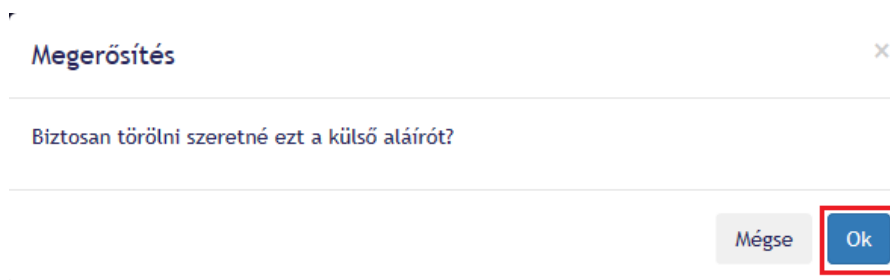 Megerősítés
×
Biztosan törölni szeretné ezt a külső aláírót?
Mégse
Ok